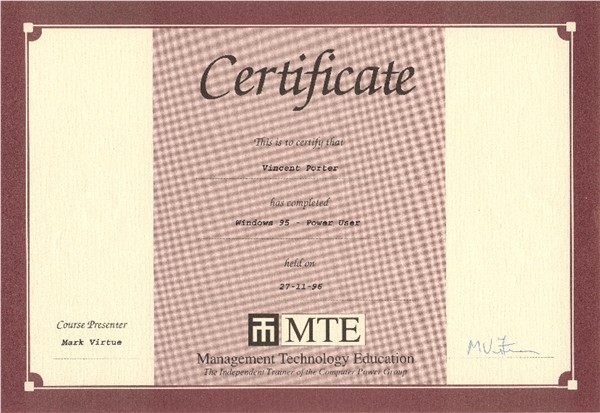 Certificate
This is to certify that
Vincent Porter
has completed
Windows 95 - Power User
held on
27-11-96
Course Presenter
Mark Virtue
MTE
Management Technology Education
The Independent Trainer of the Computer Power Group